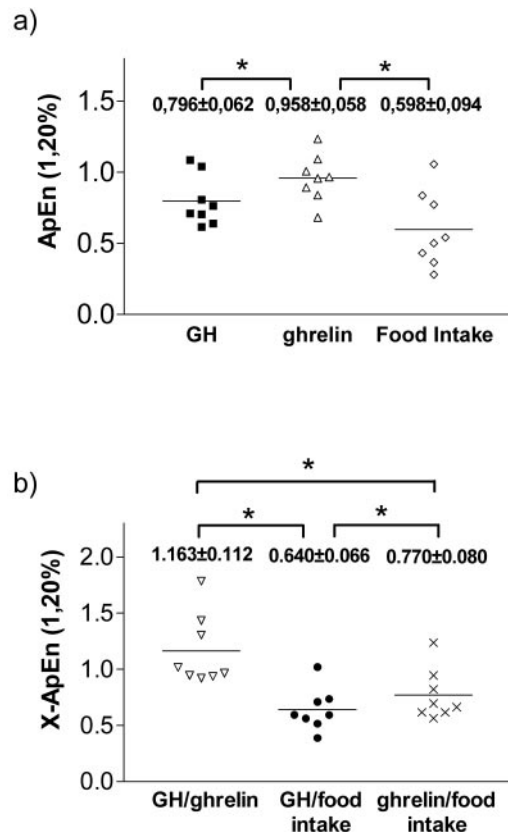 a)
* *
0,796±0,062 0,958±0,058 0,598±0,094
ApEn (1,20%)
1.5
1.0
0.5
0.0
GH ghrelin Food Intake
b)
*
* *
1.163±0.112 0.640±0.066 0.770±0.080
X-ApEn (1,20%)
2.0
1.5
1.0
0.5
0.0
GH/ghrelin GH/food ghrelin/food
intake intake